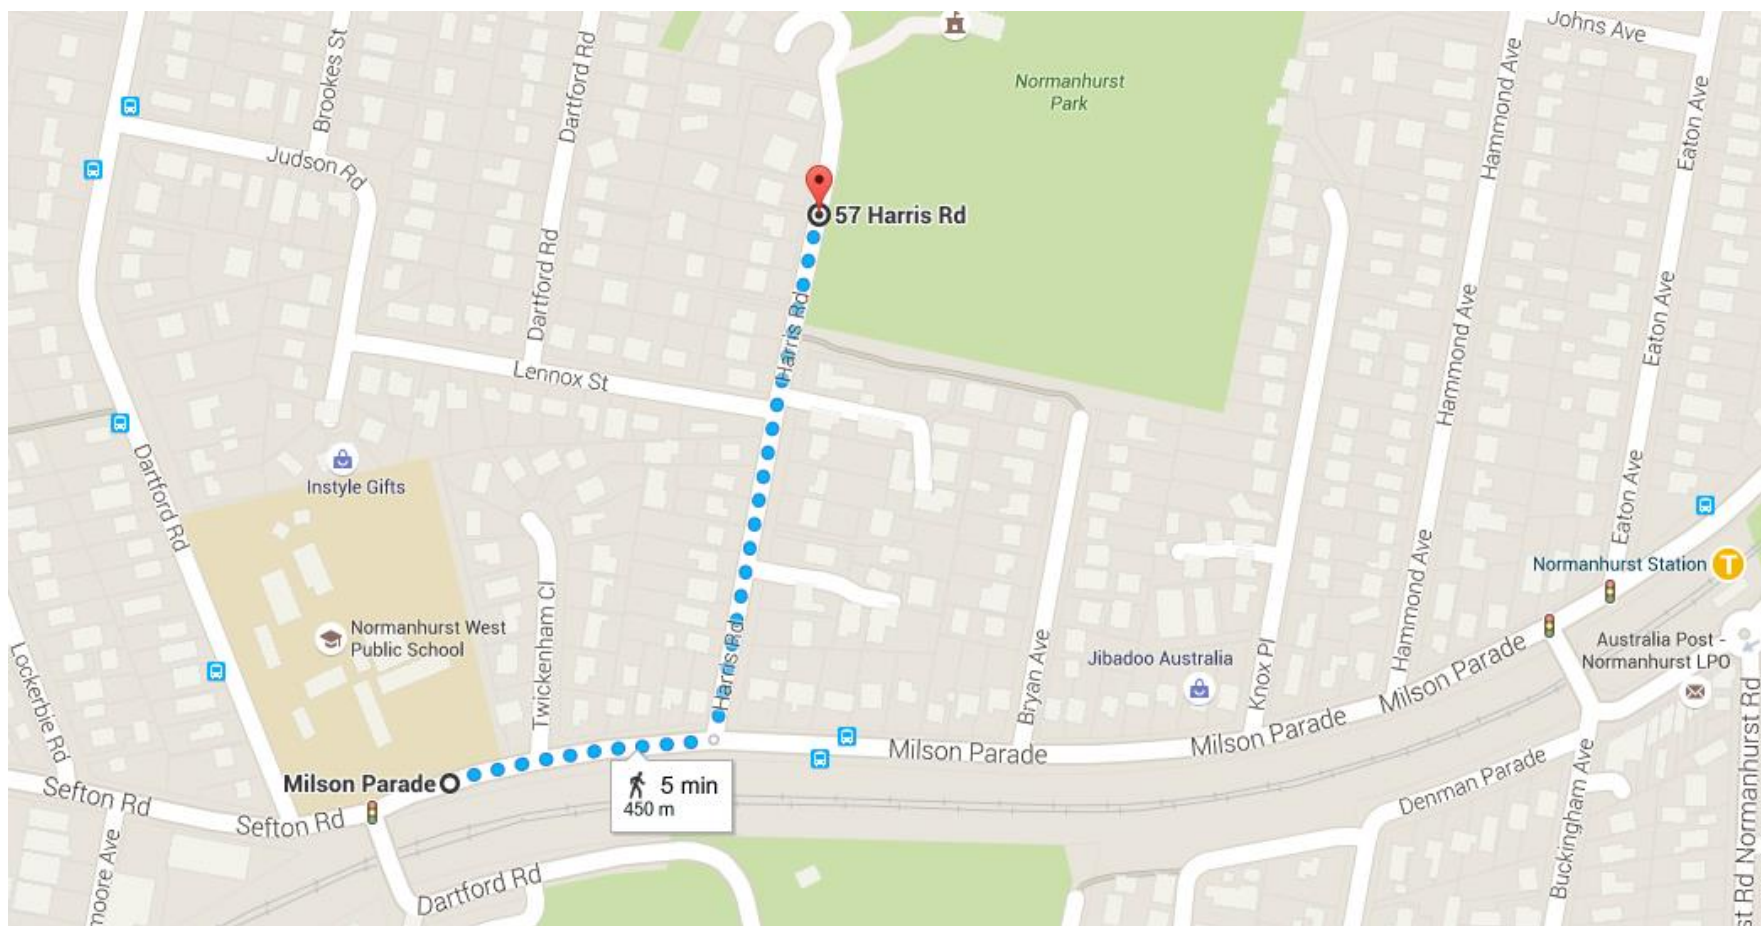 Johns Ave
Brookes St
Dartford Rd
Hammond Ave
Eaton Ave
Normanhurst
Park
Judson Rd
57 Harris Rd
Dartford Rd
Harris Rd
Hammond Ave
Eaton Ave
Lennox St
Instyle Gifts
Dartford Rd
Eaton Ave
Hammond Ave
Normanhurst Station
T
Normanhurst West
Public School
Twickenham Cl
Harris Rd
Bryan Ave
Jibadoo Australia
Knox Pl
Milson Parade
Australia Post -
Normanhurst LPO
Lockerbie Rd
Milson Parade
Milson Parade
Milson Parade
5 min
450 m
Sefton Rd
Sefton Rd
Denman Parade
Buckingham Ave
moore Ave
Dartford Rd
st Rd Normanhurst Rd